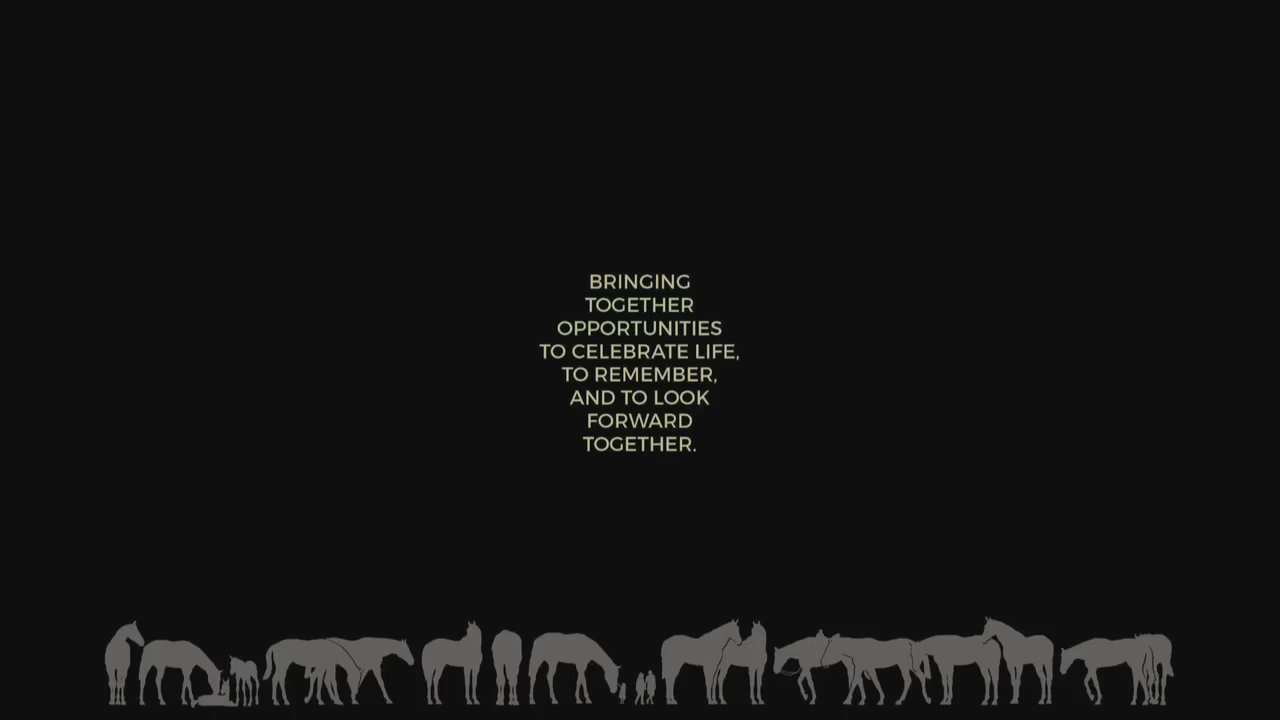 BRINGING
TOGETHER
OPPORTUNITIES
TO CELEBRATE LIFE,
TO REMEMBER,
AND TO LOOK
FORWARD
TOGETHER.